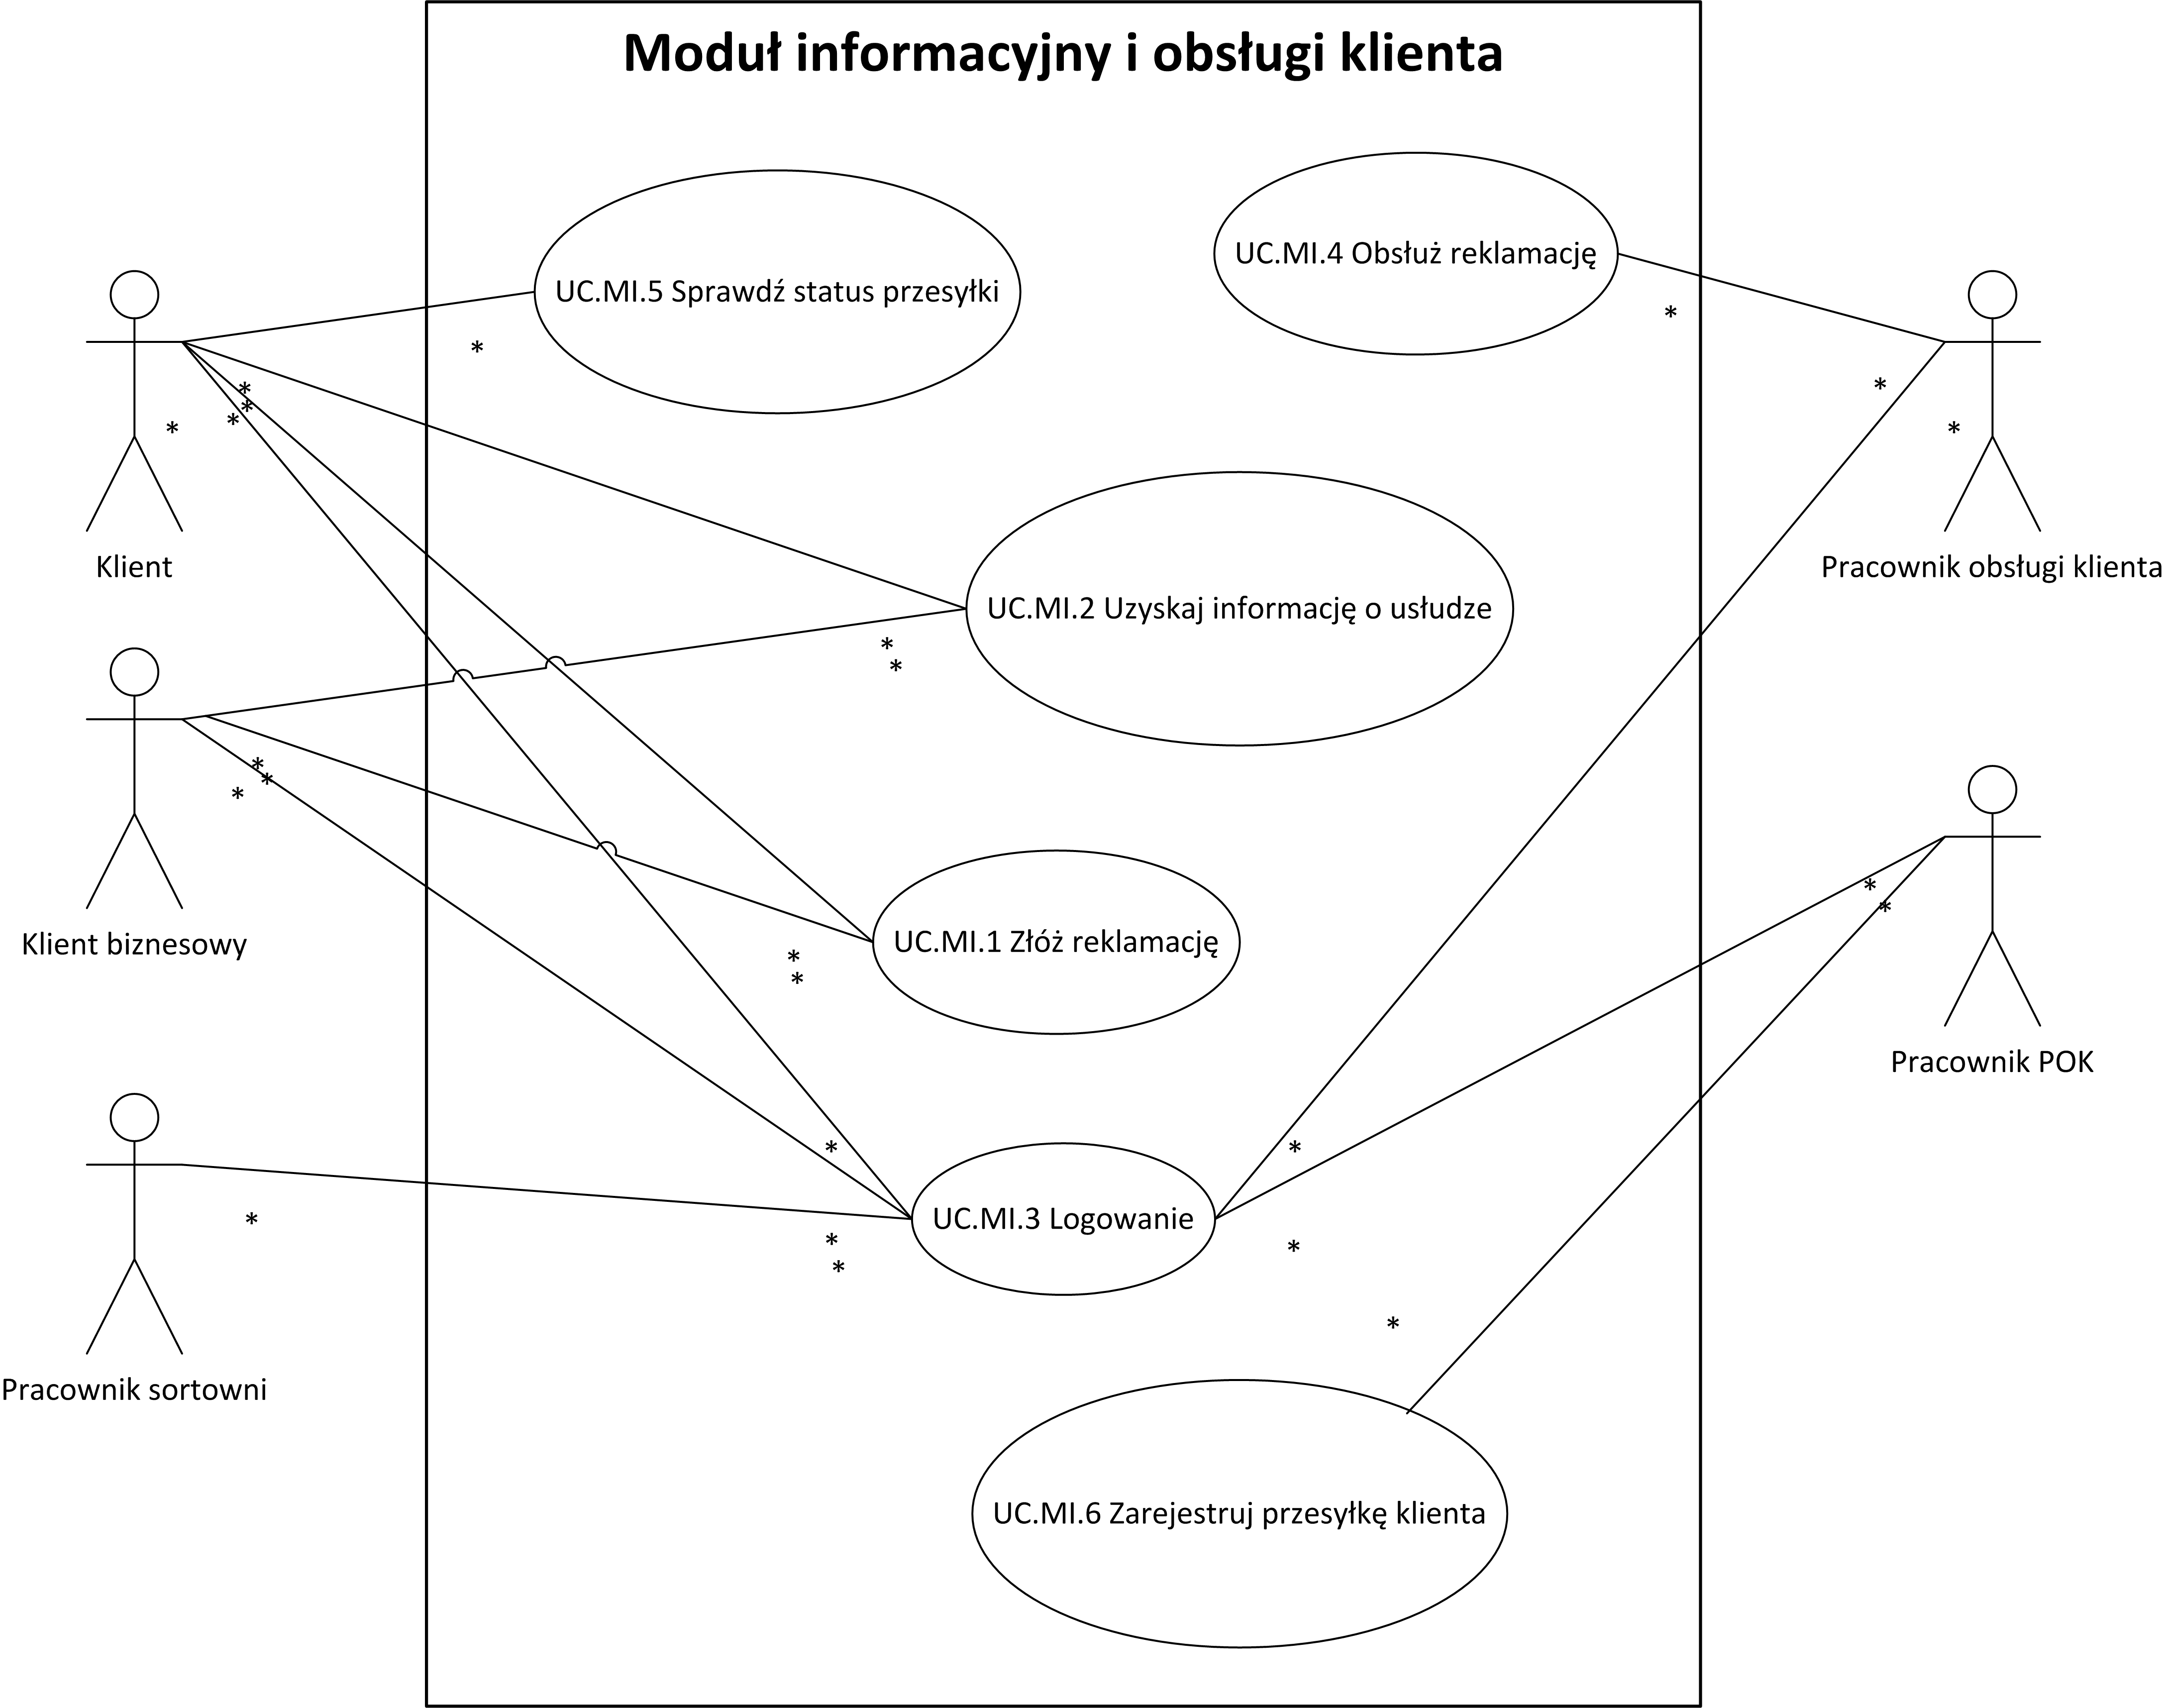 Moduł informacyjny i obsługi klienta
UC.MI.4 Obsłuż reklamację
UC.MI.5 Sprawdź status przesyłki
*
*
*
*
*
*
*
*
*
Klient
Pracownik obsługi klienta
UC.MI.2 Uzyskaj informację o usłudze
*
*
*
*
*
*
*
Klient biznesowy
UC.MI.1 Złóż reklamację
*
*
Pracownik POK
*
*
UC.MI.3 Logowanie
*
*
*
*
*
Pracownik sortowni
UC.MI.6 Zarejestruj przesyłkę klienta